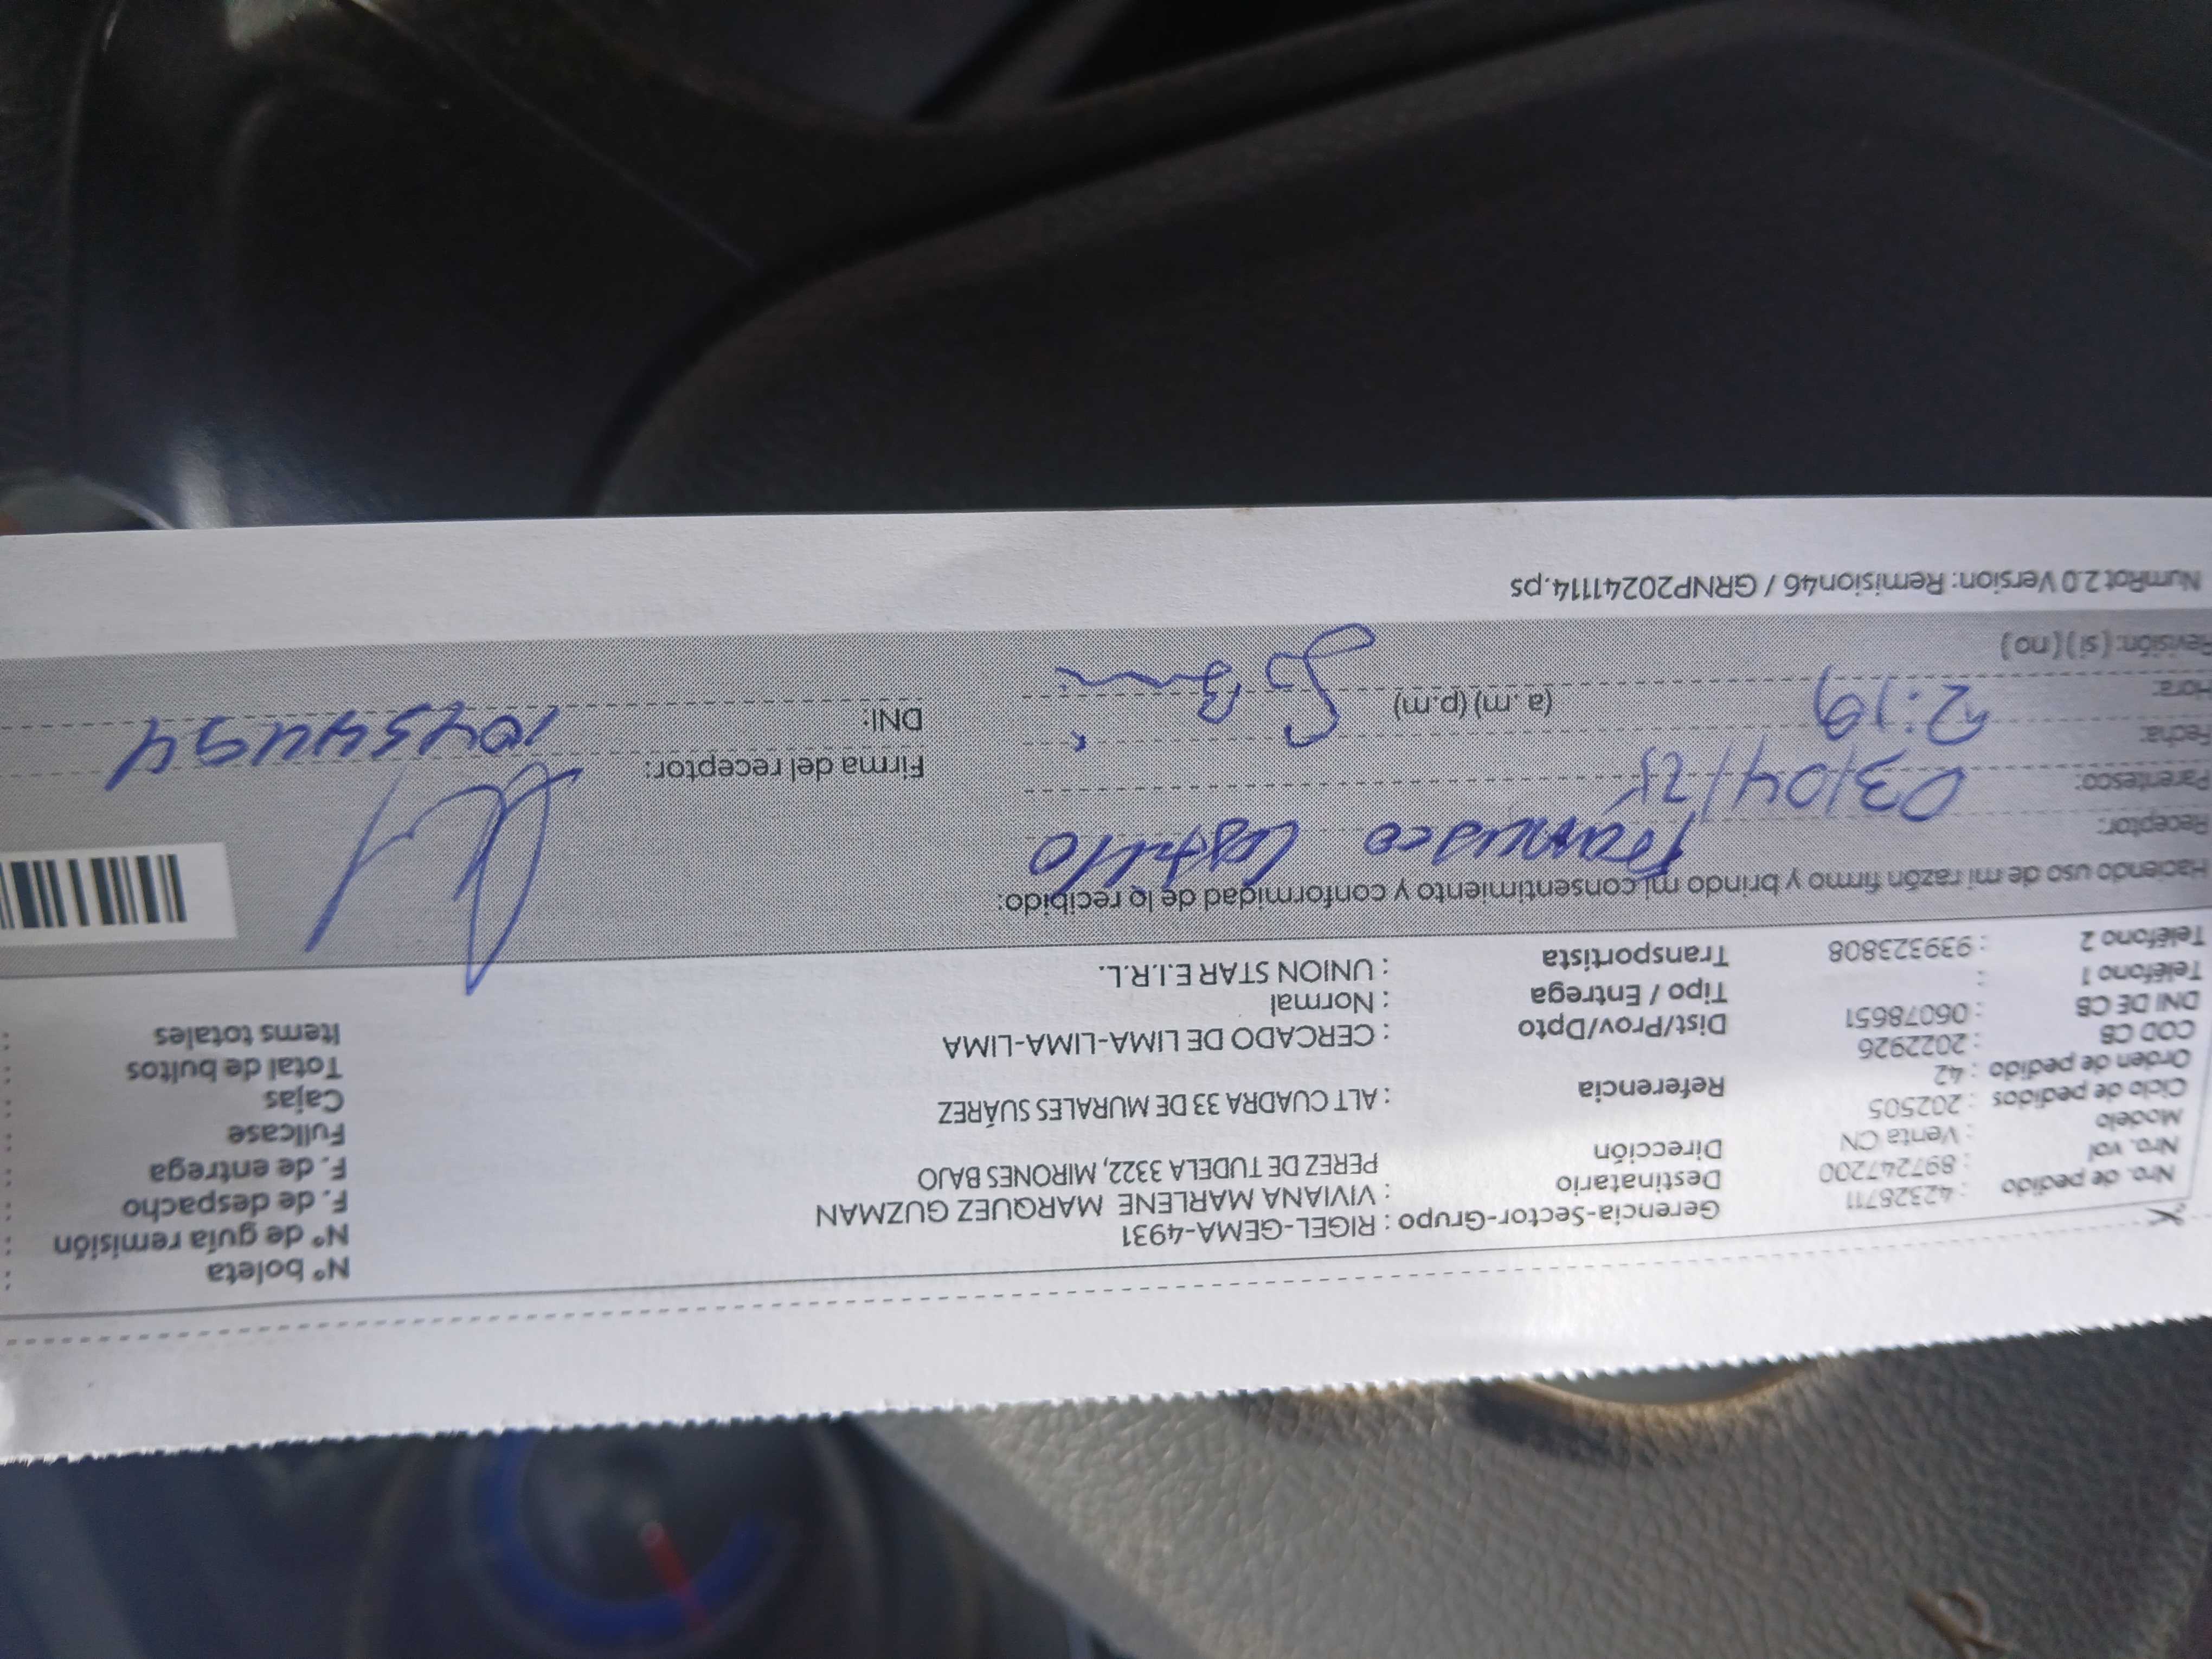 Nro. de pedido : 42328711 Gerencia-Sector-Grupo : RIGEL-GEMA-4931 N° boleta :
Nro. vol : 897247200 Destinatario : VIVIANA MARLENE MARQUEZ GUZMAN N° de guía remisión :
Modelo : Venta CN Dirección PEREZ DE TUDELA 3322, MIRONES BAJO F. de despacho :
Ciclo de pedidos : 202505 F. de entrega :
Orden de pedido : 42 Referencia : ALT CUADRA 33 DE MURALES SUÁREZ Fullcase :
COD CB : 2022926 Cajas :
DNI DE CB : 06078651 Dist/Prov/Dpto : CERCADO DE LIMA-LIMA-LIMA Total de bultos :
Teléfono 1 : Tipo / Entrega : Normal Items totales :
Teléfono 2 : 939323808 Transportista : UNION STAR E.I.R.L.
Haciendo uso de mi razón firmo y brindo mi consentimiento y conformidad de lo recibido:
Receptor: Francisco Castillo
Parentesco:
Fecha: 03/04/25 Firma del receptor:
Hora: 2:19 (a. m) (p.m) DNI: 10454494
Revisión: (si) (no)
NumRot 2.0 Version: Remision46 / GRNP20241114.ps